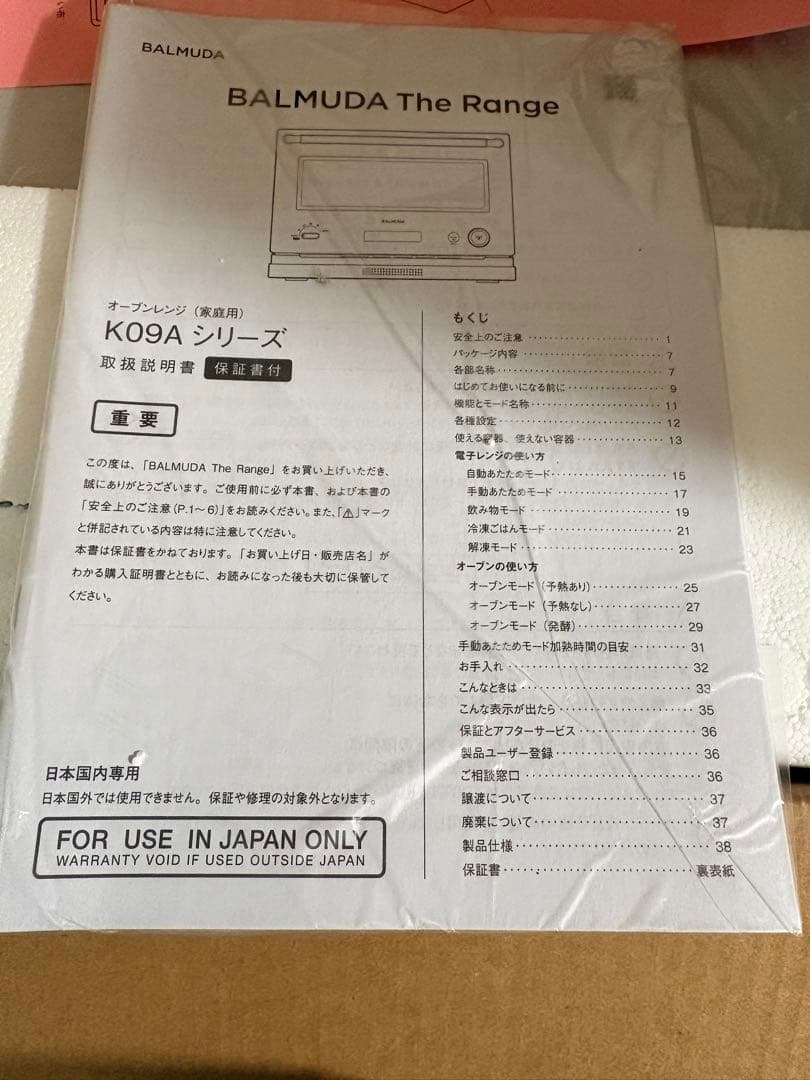 BALMUDA
BALMUDA The Range
BALMUDA
オーブンレンジ（家庭用）
K09A シリーズ
取扱説明書 保証書付
重要
この度は、「BALMUDA The Range」をお買い上げいただき、
誠にありがとうございます。ご使用前に必ず本書、および本書の
「安全上のご注意（P.1〜6）」をお読みください。また、「⚠」マーク
と併記されている内容は特に注意してください。
本書は保証書をかねております。「お買い上げ日・販売店名」が
わかる購入証明書とともに、お読みになった後も大切に保管して
ください。
日本国内専用
日本国外では使用できません。保証や修理の対象外となります。
FOR USE IN JAPAN ONLY
WARRANTY VOID IF USED OUTSIDE JAPAN
もくじ
安全上のご注意 ·················· 1
パッケージ内容 ·················· 7
各部名称 ·················· 7
はじめてお使いになる前に ·················· 9
機能とモード名称 ·················· 11
各種設定 ·················· 12
使える容器、使えない容器 ·················· 13
電子レンジの使い方
自動あたためモード ·················· 15
手動あたためモード ·················· 17
飲み物モード ·················· 19
冷凍ごはんモード ·················· 21
解凍モード ·················· 23
オーブンの使い方
オーブンモード（予熱あり） ·················· 25
オーブンモード（予熱なし） ·················· 27
オーブンモード（発酵） ·················· 29
手動あたためモード加熱時間の目安 ········· 31
お手入れ ·················· 32
こんなときは ·················· 33
こんな表示が出たら ·················· 35
保証とアフターサービス ·················· 36
製品ユーザー登録 ·················· 36
ご相談窓口 ·················· 36
譲渡について ·················· 37
廃棄について ·················· 37
製品仕様 ·················· 38
保証書 ·················· 裏表紙